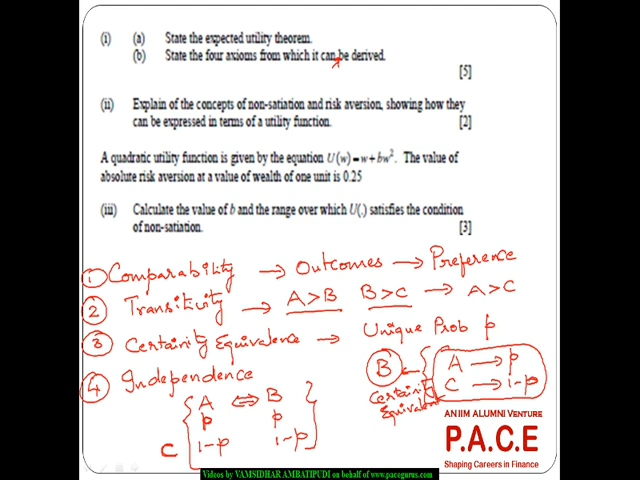 (i) (a) State the expected utility theorem.
(b) State the four axioms from which it can be derived.
[5]
(ii) Explain of the concepts of non-satiation and risk aversion, showing how they
can be expressed in terms of a utility function. [2]
A quadratic utility function is given by the equation U(w) = w + bw². The value of
absolute risk aversion at a value of wealth of one unit is 0.25
(iii) Calculate the value of b and the range over which U(.) satisfies the condition
of non-satiation. [3]
① Comparability → Outcomes → Preference
② Transitivity → A > B B > C → A > C
③ Certainity Equivalence → Unique Prob p
④ Independence
A ⇔ B
p p
C 1-p 1-p
B
A → p
C → 1-p
Certainity
Equivalent
AN IIM ALUMNI VENTURE
P.A.C.E
Shaping Careers in Finance
Videos by VAMSIDHAR AMBATIPUDI on behalf of www.pacegurus.com